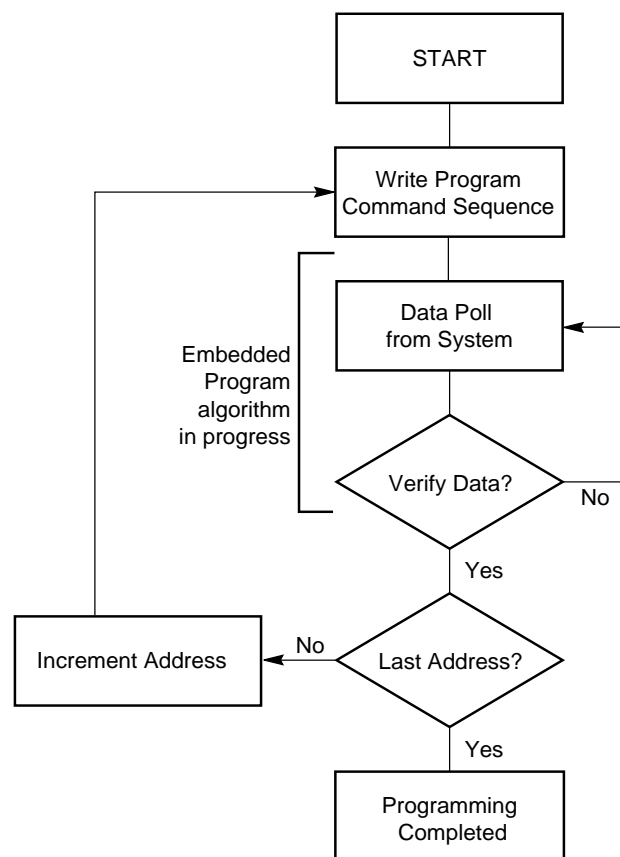 START
Write Program
Command Sequence
Data Poll
from System
Embedded
Program
algorithm
in progress
Verify Data?
No
Yes
No
Increment Address
Last Address?
Yes
Programming
Completed